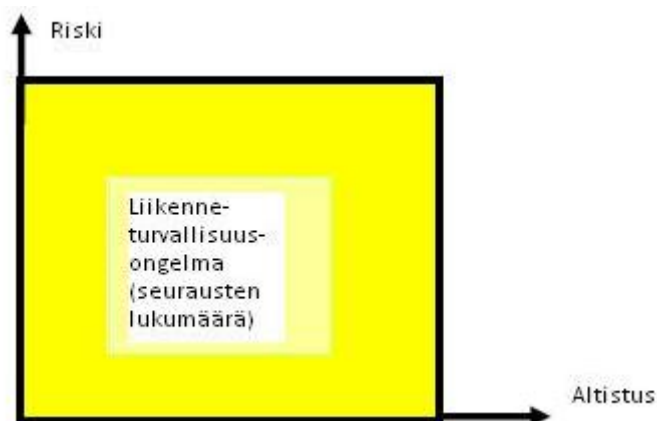 Riski
Liikenne-
turvallisuus-
ongelma
(seurausten
lukumäärä)
Altistus